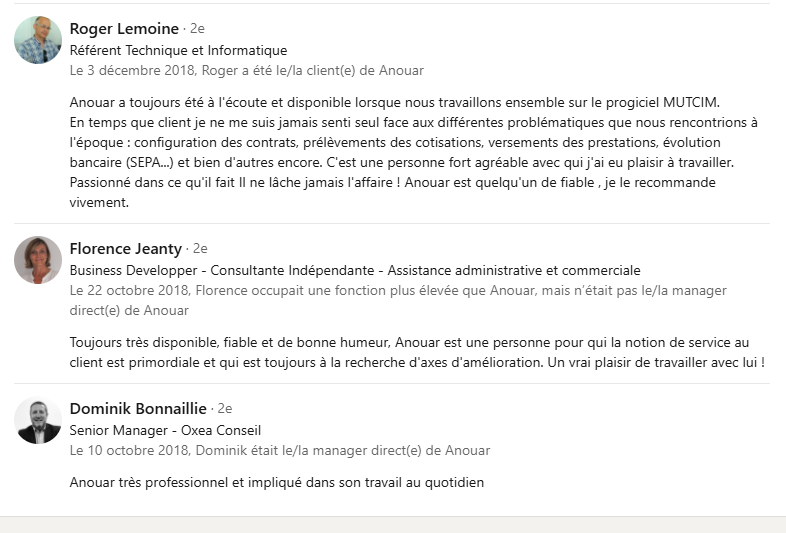 Roger Lemoine · 2e
Référent Technique et Informatique
Le 3 décembre 2018, Roger a été le/la client(e) de Anouar
Anouar a toujours été à l'écoute et disponible lorsque nous travaillons ensemble sur le progiciel MUTCIM.
En temps que client je ne me suis jamais senti seul face aux différentes problématiques que nous rencontrions à
l'époque : configuration des contrats, prélèvements des cotisations, versements des prestations, évolution
bancaire (SEPA...) et bien d'autres encore. C'est une personne fort agréable avec qui j'ai eu plaisir à travailler.
Passionné dans ce qu'il fait Il ne lâche jamais l'affaire ! Anouar est quelqu'un de fiable , je le recommande
vivement.
Florence Jeanty · 2e
Business Developper - Consultante Indépendante - Assistance administrative et commerciale
Le 22 octobre 2018, Florence occupait une fonction plus élevée que Anouar, mais n’était pas le/la manager
direct(e) de Anouar
Toujours très disponible, fiable et de bonne humeur, Anouar est une personne pour qui la notion de service au
client est primordiale et qui est toujours à la recherche d'axes d'amélioration. Un vrai plaisir de travailler avec lui !
Dominik Bonnaillie · 2e
Senior Manager - Oxea Conseil
Le 10 octobre 2018, Dominik était le/la manager direct(e) de Anouar
Anouar très professionnel et impliqué dans son travail au quotidien